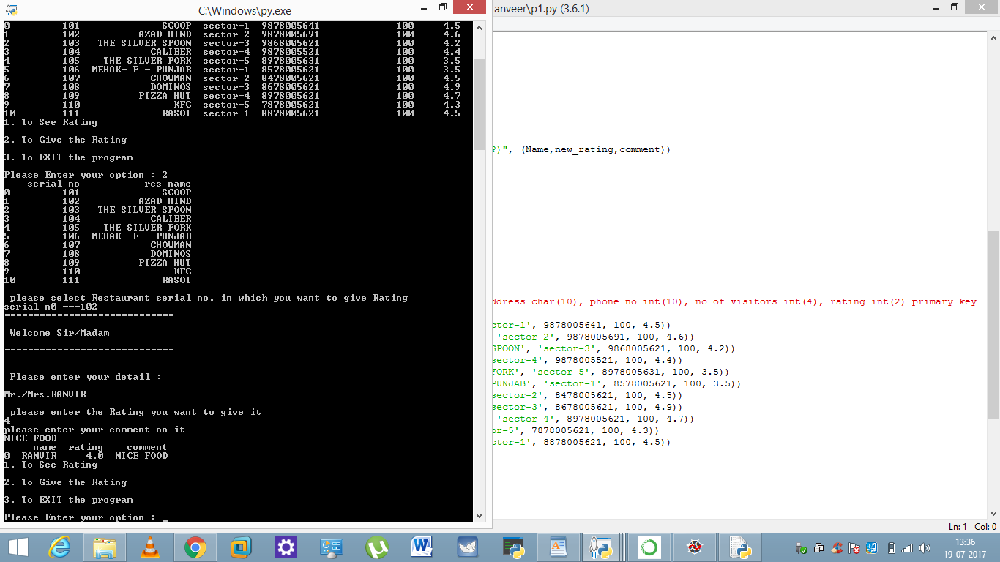 C:\Windows\py.exe
ranveer\p1.py (3.6.1)
0 101 SCOOP sector-1 9878005641 100 4.5
1 102 AZAD HIND sector-2 9878005691 100 4.6
2 103 THE SILVER SPOON sector-3 9868005621 100 4.2
3 104 CALIBER sector-4 9878005521 100 4.4
4 105 THE SILVER FORK sector-5 8978005631 100 3.5
5 106 MEHAK- E - PUNJAB sector-1 8578005621 100 3.5
6 107 CHOWMAN sector-2 8478005621 100 4.5
7 108 DOMINOS sector-3 8678005621 100 4.9
8 109 PIZZA HUT sector-4 8978005621 100 4.7
9 110 KFC sector-5 7878005621 100 4.3
10 111 RASOI sector-1 8878005621 100 4.5
1. To See Rating
2. To Give the Rating
3. To EXIT the program
Please Enter your option : 2
serial_no res_name
0 101 SCOOP
1 102 AZAD HIND
2 103 THE SILVER SPOON
3 104 CALIBER
4 105 THE SILVER FORK
5 106 MEHAK- E - PUNJAB
6 107 CHOWMAN
7 108 DOMINOS
8 109 PIZZA HUT
9 110 KFC
10 111 RASOI
please select Restaurant serial no. in which you want to give Rating
serial n0 ---102
=============================
Welcome Sir/Madam
=============================
Please enter your detail :
Mr./Mrs.RANVIR
please enter the Rating you want to give it
4
please enter your comment on it
NICE FOOD
name rating comment
0 RANVIR 4.0 NICE FOOD
1. To See Rating
2. To Give the Rating
3. To EXIT the program
Please Enter your option : _
?)", (Name,new_rating,comment))
ddress char(10), phone_no int(10), no_of_visitors int(4), rating int(2) primary key
ctor-1', 9878005641, 100, 4.5))
'sector-2', 9878005691, 100, 4.6))
SPOON', 'sector-3', 9868005621, 100, 4.2))
sector-4', 9878005521, 100, 4.4))
FORK', 'sector-5', 8978005631, 100, 3.5))
PUNJAB', 'sector-1', 8578005621, 100, 3.5))
sector-2', 8478005621, 100, 4.5))
sector-3', 8678005621, 100, 4.9))
'sector-4', 8978005621, 100, 4.7))
or-5', 7878005621, 100, 4.3))
ctor-1', 8878005621, 100, 4.5))
Ln: 1 Col: 0
13:36
19-07-2017